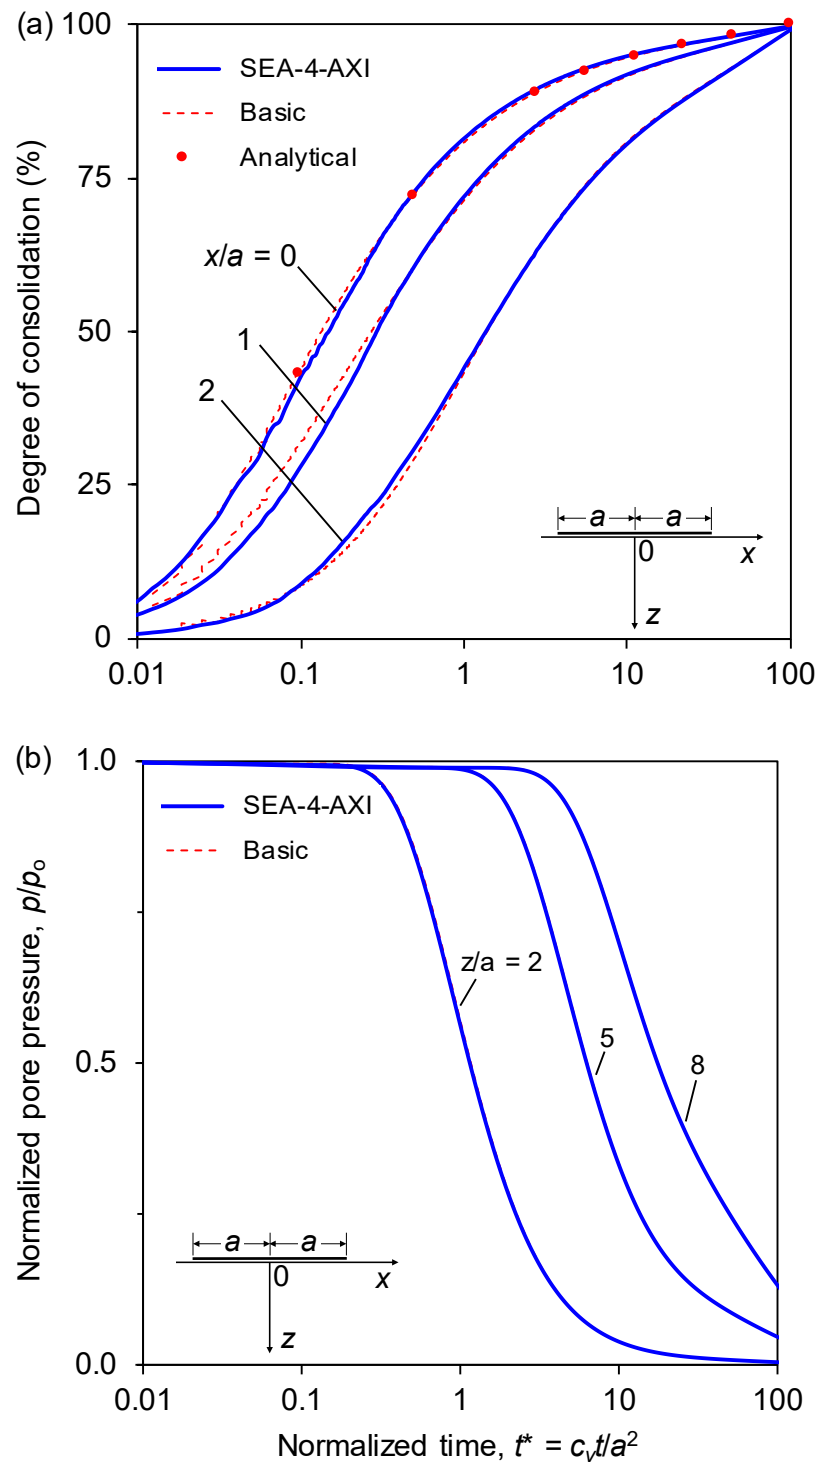 (a)
100
SEA-4-AXI
Basic
Analytical
Degree of consolidation (%)
75
x/a = 0
50
1
2
25
a a
0
x
z
0
0.01 0.1 1 10 100
(b)
1.0
SEA-4-AXI
Basic
Normalized pore pressure, p/pₒ
z/a = 2
5
8
0.5
a a
0
x
z
0.0
0.01 0.1 1 10 100
Normalized time, t* = cᵥt/a²